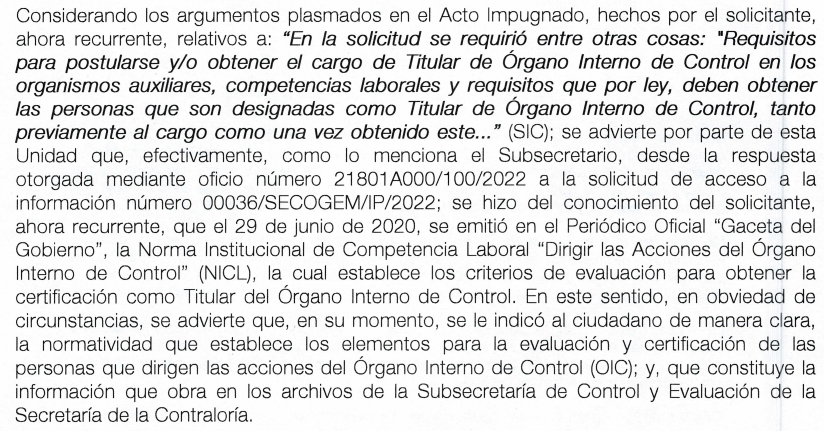 Considerando los argumentos plasmados en el Acto Impugnado, hechos por el solicitante,
ahora recurrente, relativos a: "En la solicitud se requirió entre otras cosas: "Requisitos
para postularse y/o obtener el cargo de Titular de Órgano Interno de Control en los
organismos auxiliares, competencias laborales y requisitos que por ley, deben obtener
las personas que son designadas como Titular de Órgano Interno de Control, tanto
previamente al cargo como una vez obtenido este..." (SIC); se advierte por parte de esta
Unidad que, efectivamente, como lo menciona el Subsecretario, desde la respuesta
otorgada mediante oficio número 21801A000/100/2022 a la solicitud de acceso a la
información número 00036/SECOGEM/IP/2022; se hizo del conocimiento del solicitante,
ahora recurrente, que el 29 de junio de 2020, se emitió en el Periódico Oficial "Gaceta del
Gobierno", la Norma Institucional de Competencia Laboral "Dirigir las Acciones del Órgano
Interno de Control" (NICL), la cual establece los criterios de evaluación para obtener la
certificación como Titular del Órgano Interno de Control. En este sentido, en obviedad de
circunstancias, se advierte que, en su momento, se le indicó al ciudadano de manera clara,
la normatividad que establece los elementos para la evaluación y certificación de las
personas que dirigen las acciones del Órgano Interno de Control (OIC); y, que constituye la
información que obra en los archivos de la Subsecretaría de Control y Evaluación de la
Secretaría de la Contraloría.